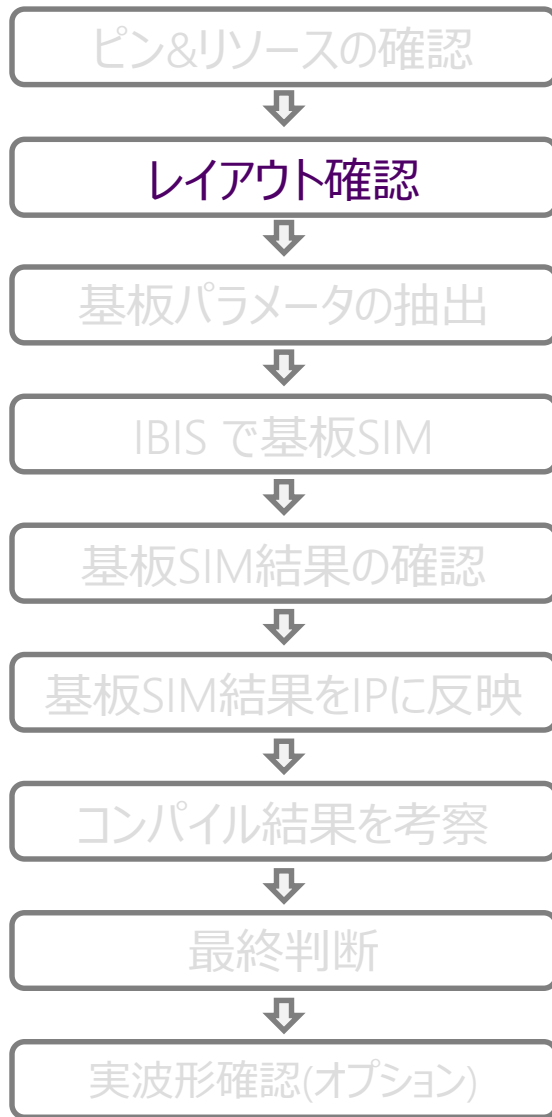 ピン&リソースの確認
レイアウト確認
基板パラメータの抽出
IBIS で基板SIM
基板SIM結果の確認
基板SIM結果をIPに反映
コンパイル結果を考察
最終判断
実波形確認(オプション)